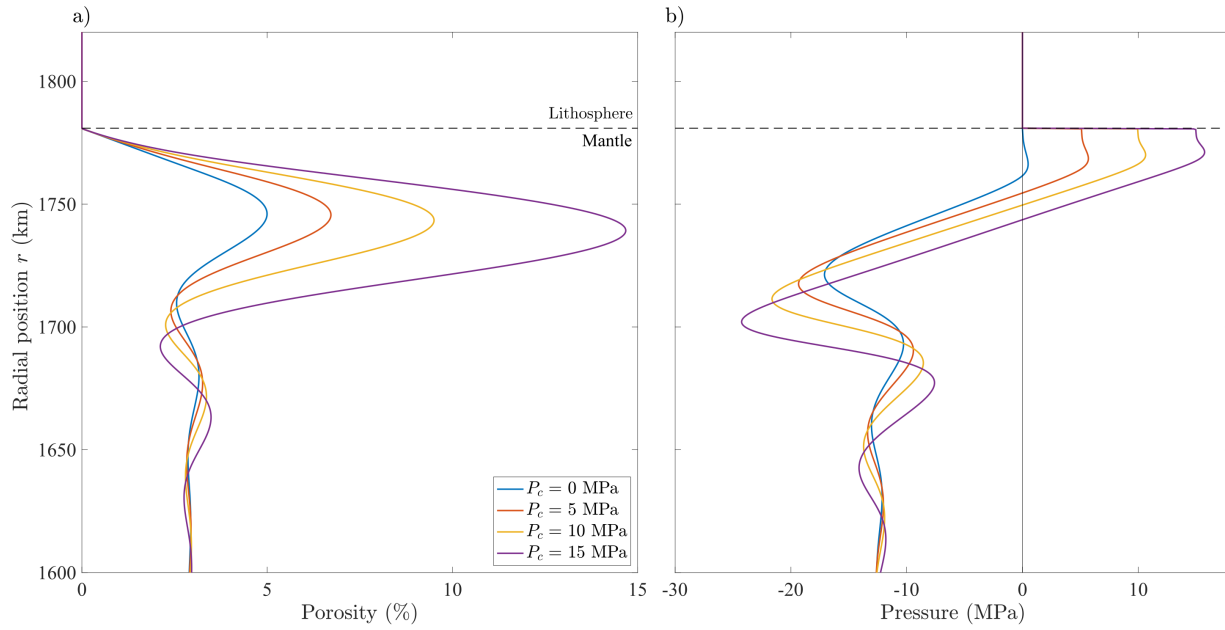 a)
b)
1800
1750
1700
1650
1600
Radial position r (km)
Lithosphere
Mantle
P_c = 0 MPa
P_c = 5 MPa
P_c = 10 MPa
P_c = 15 MPa
0 5 10 15
Porosity (%)
-30 -20 -10 0 10
Pressure (MPa)